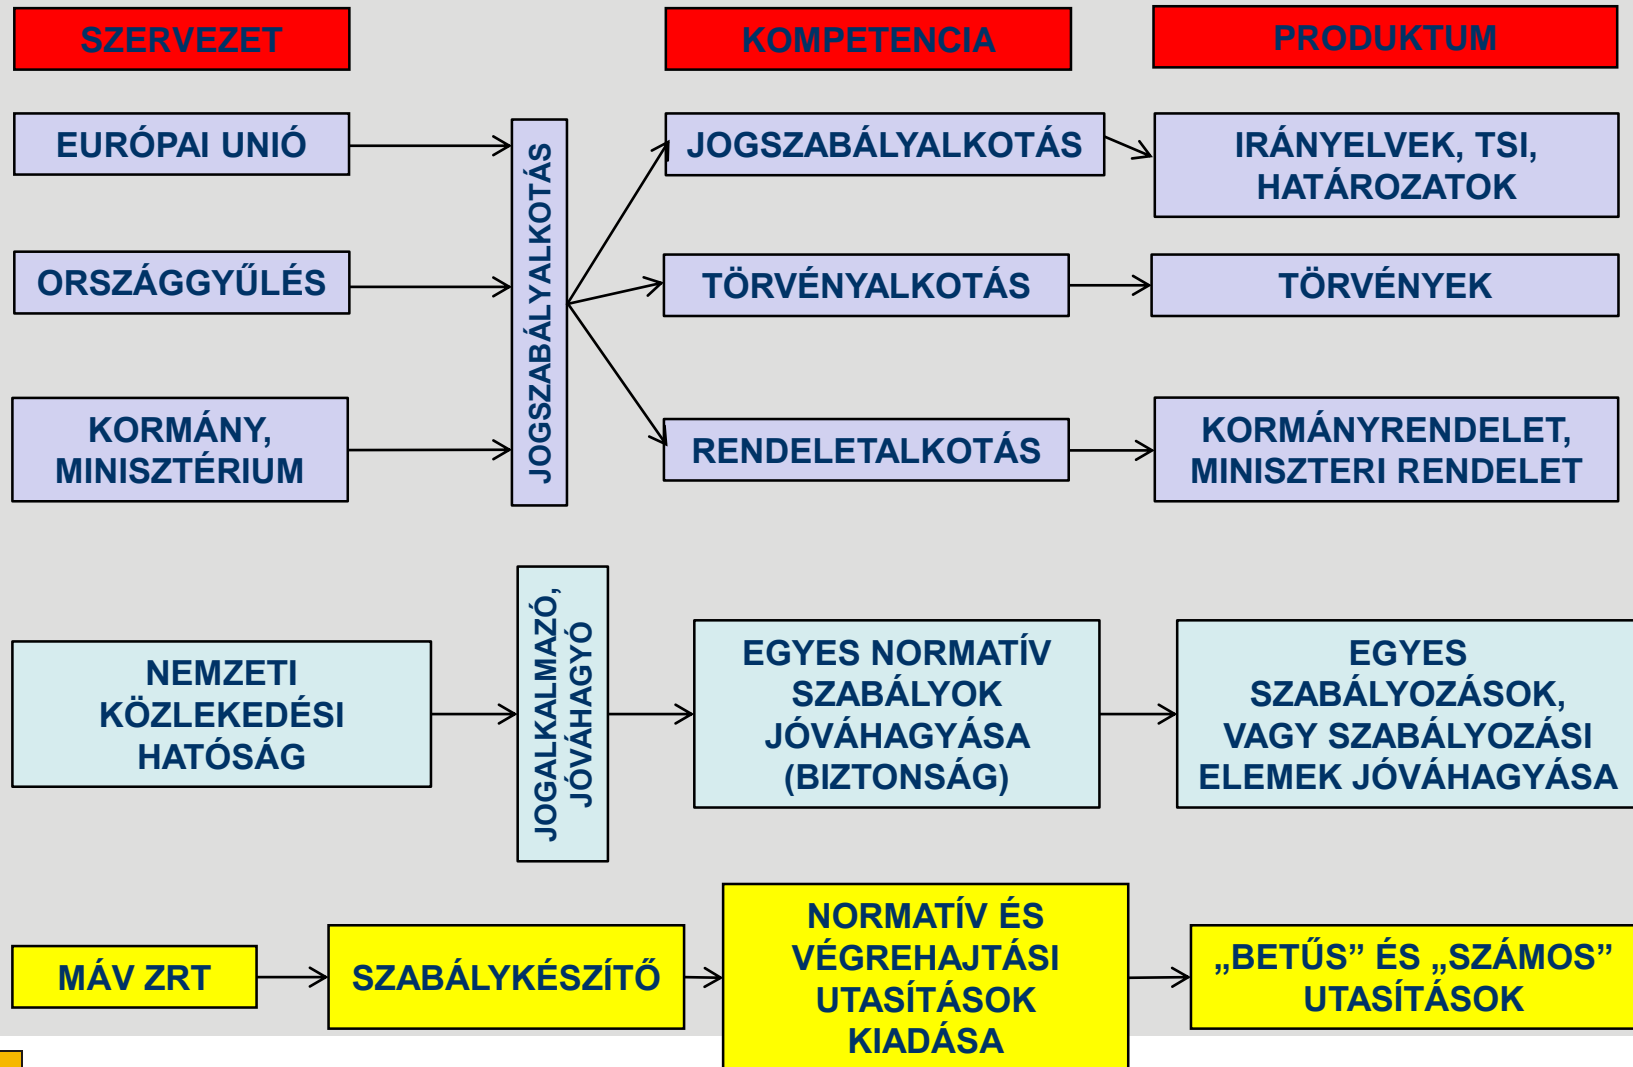 SZERVEZET
KOMPETENCIA
PRODUKTUM
EURÓPAI UNIÓ
JOGSZABÁLYALKOTÁS
JOGSZABÁLYALKOTÁS
IRÁNYELVEK, TSI,
HATÁROZATOK
ORSZÁGGYŰLÉS
TÖRVÉNYALKOTÁS
TÖRVÉNYEK
KORMÁNY,
MINISZTÉRIUM
RENDELETALKOTÁS
KORMÁNYRENDELET,
MINISZTERI RENDELET
NEMZETI
KÖZLEKEDÉSI
HATÓSÁG
JOGALKALMAZÓ,
JÓVÁHAGYÓ
EGYES NORMATÍV
SZABÁLYOK
JÓVÁHAGYÁSA
(BIZTONSÁG)
EGYES
SZABÁLYOZÁSOK,
VAGY SZABÁLYOZÁSI
ELEMEK JÓVÁHAGYÁSA
MÁV ZRT
SZABÁLYKÉSZÍTŐ
NORMATÍV ÉS
VÉGREHAJTÁSI
UTASÍTÁSOK
KIADÁSA
„BETŰS” ÉS „SZÁMOS”
UTASÍTÁSOK